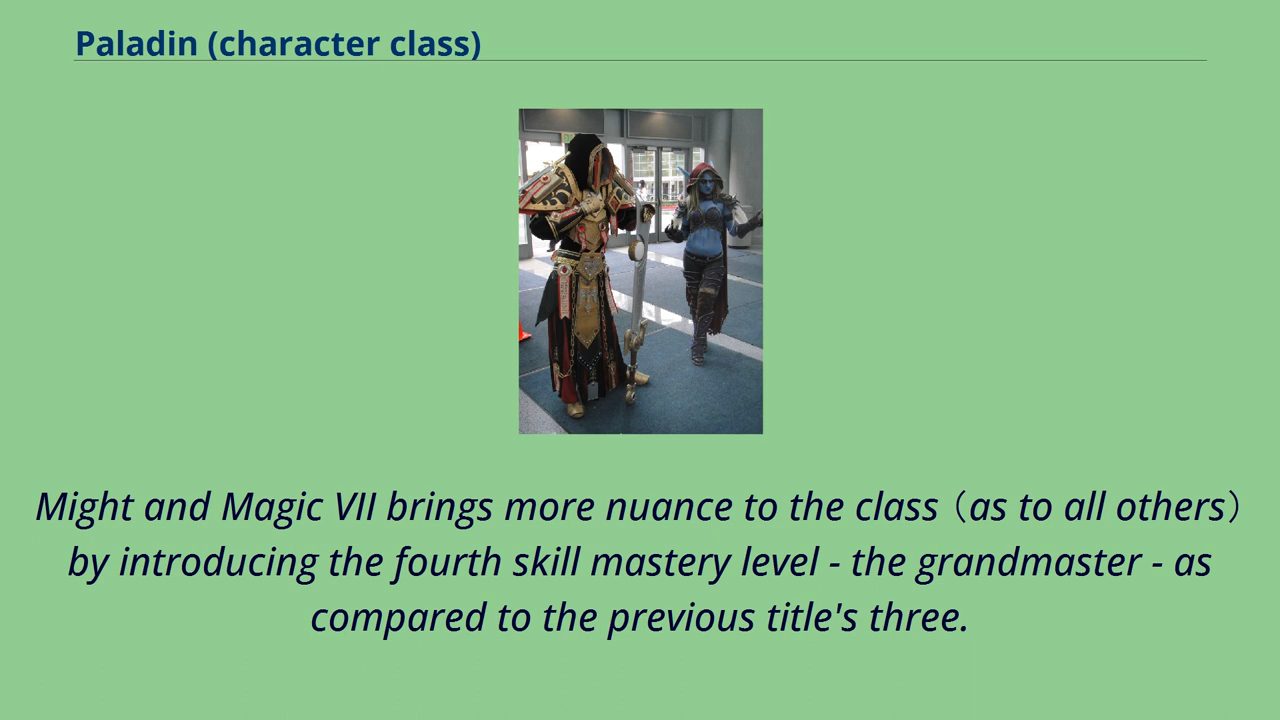 Paladin (character class)
Might and Magic VII brings more nuance to the class（as to all others）
by introducing the fourth skill mastery level - the grandmaster - as
compared to the previous title's three.